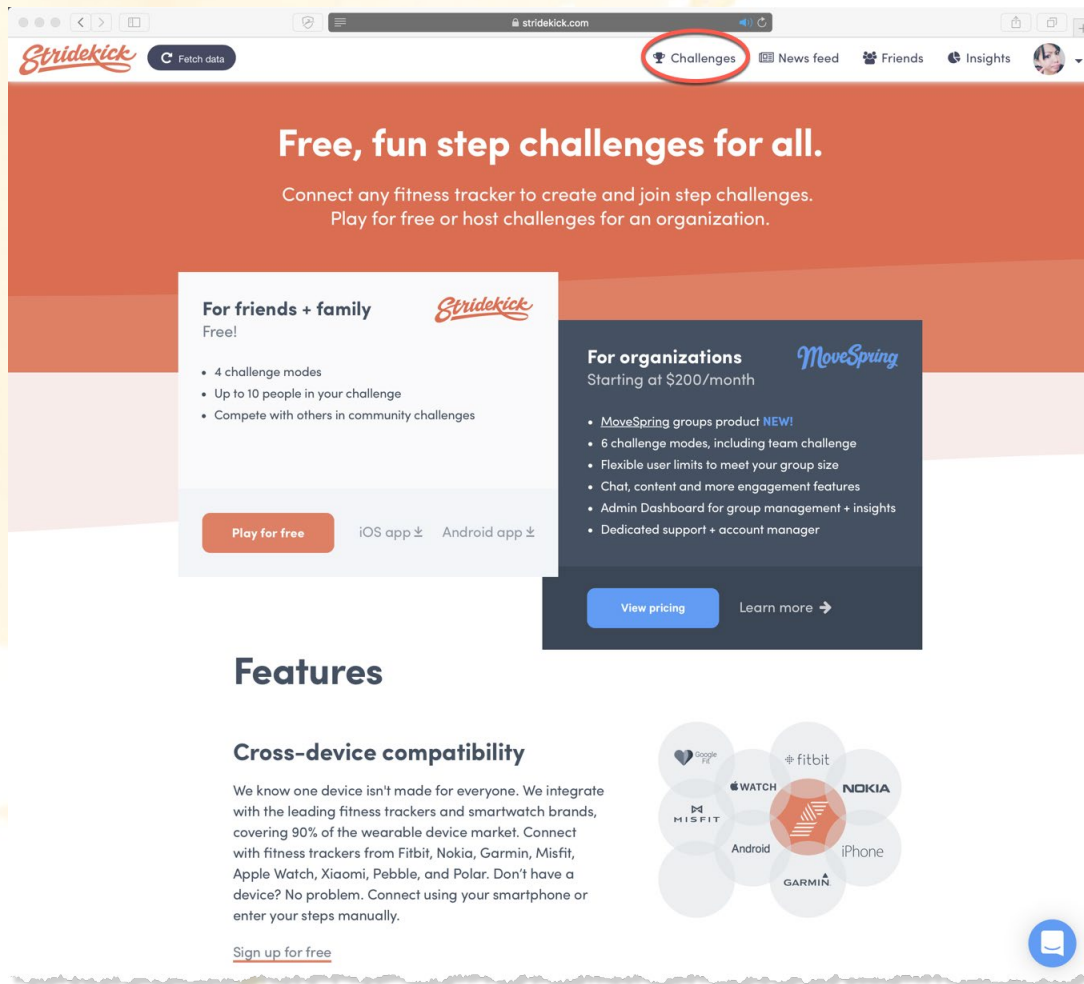 stridekick.com
Stridekick
Fetch data
Challenges
News feed
Friends
Insights
Free, fun step challenges for all.
Connect any fitness tracker to create and join step challenges.
Play for free or host challenges for an organization.
For friends + family
Stridekick
Free!
• 4 challenge modes
• Up to 10 people in your challenge
• Compete with others in community challenges
Play for free
iOS app
Android app
For organizations
MoveSpring
Starting at $200/month
• MoveSpring groups product NEW!
• 6 challenge modes, including team challenge
• Flexible user limits to meet your group size
• Chat, content and more engagement features
• Admin Dashboard for group management + insights
• Dedicated support + account manager
View pricing
Learn more →
Features
Cross-device compatibility
We know one device isn't made for everyone. We integrate
with the leading fitness trackers and smartwatch brands,
covering 90% of the wearable device market. Connect
with fitness trackers from Fitbit, Nokia, Garmin, Misfit,
Apple Watch, Xiaomi, Pebble, and Polar. Don't have a
device? No problem. Connect using your smartphone or
enter your steps manually.
Sign up for free
Google
Fit
fitbit
WATCH
NOKIA
MISFIT
Android
iPhone
GARMIN